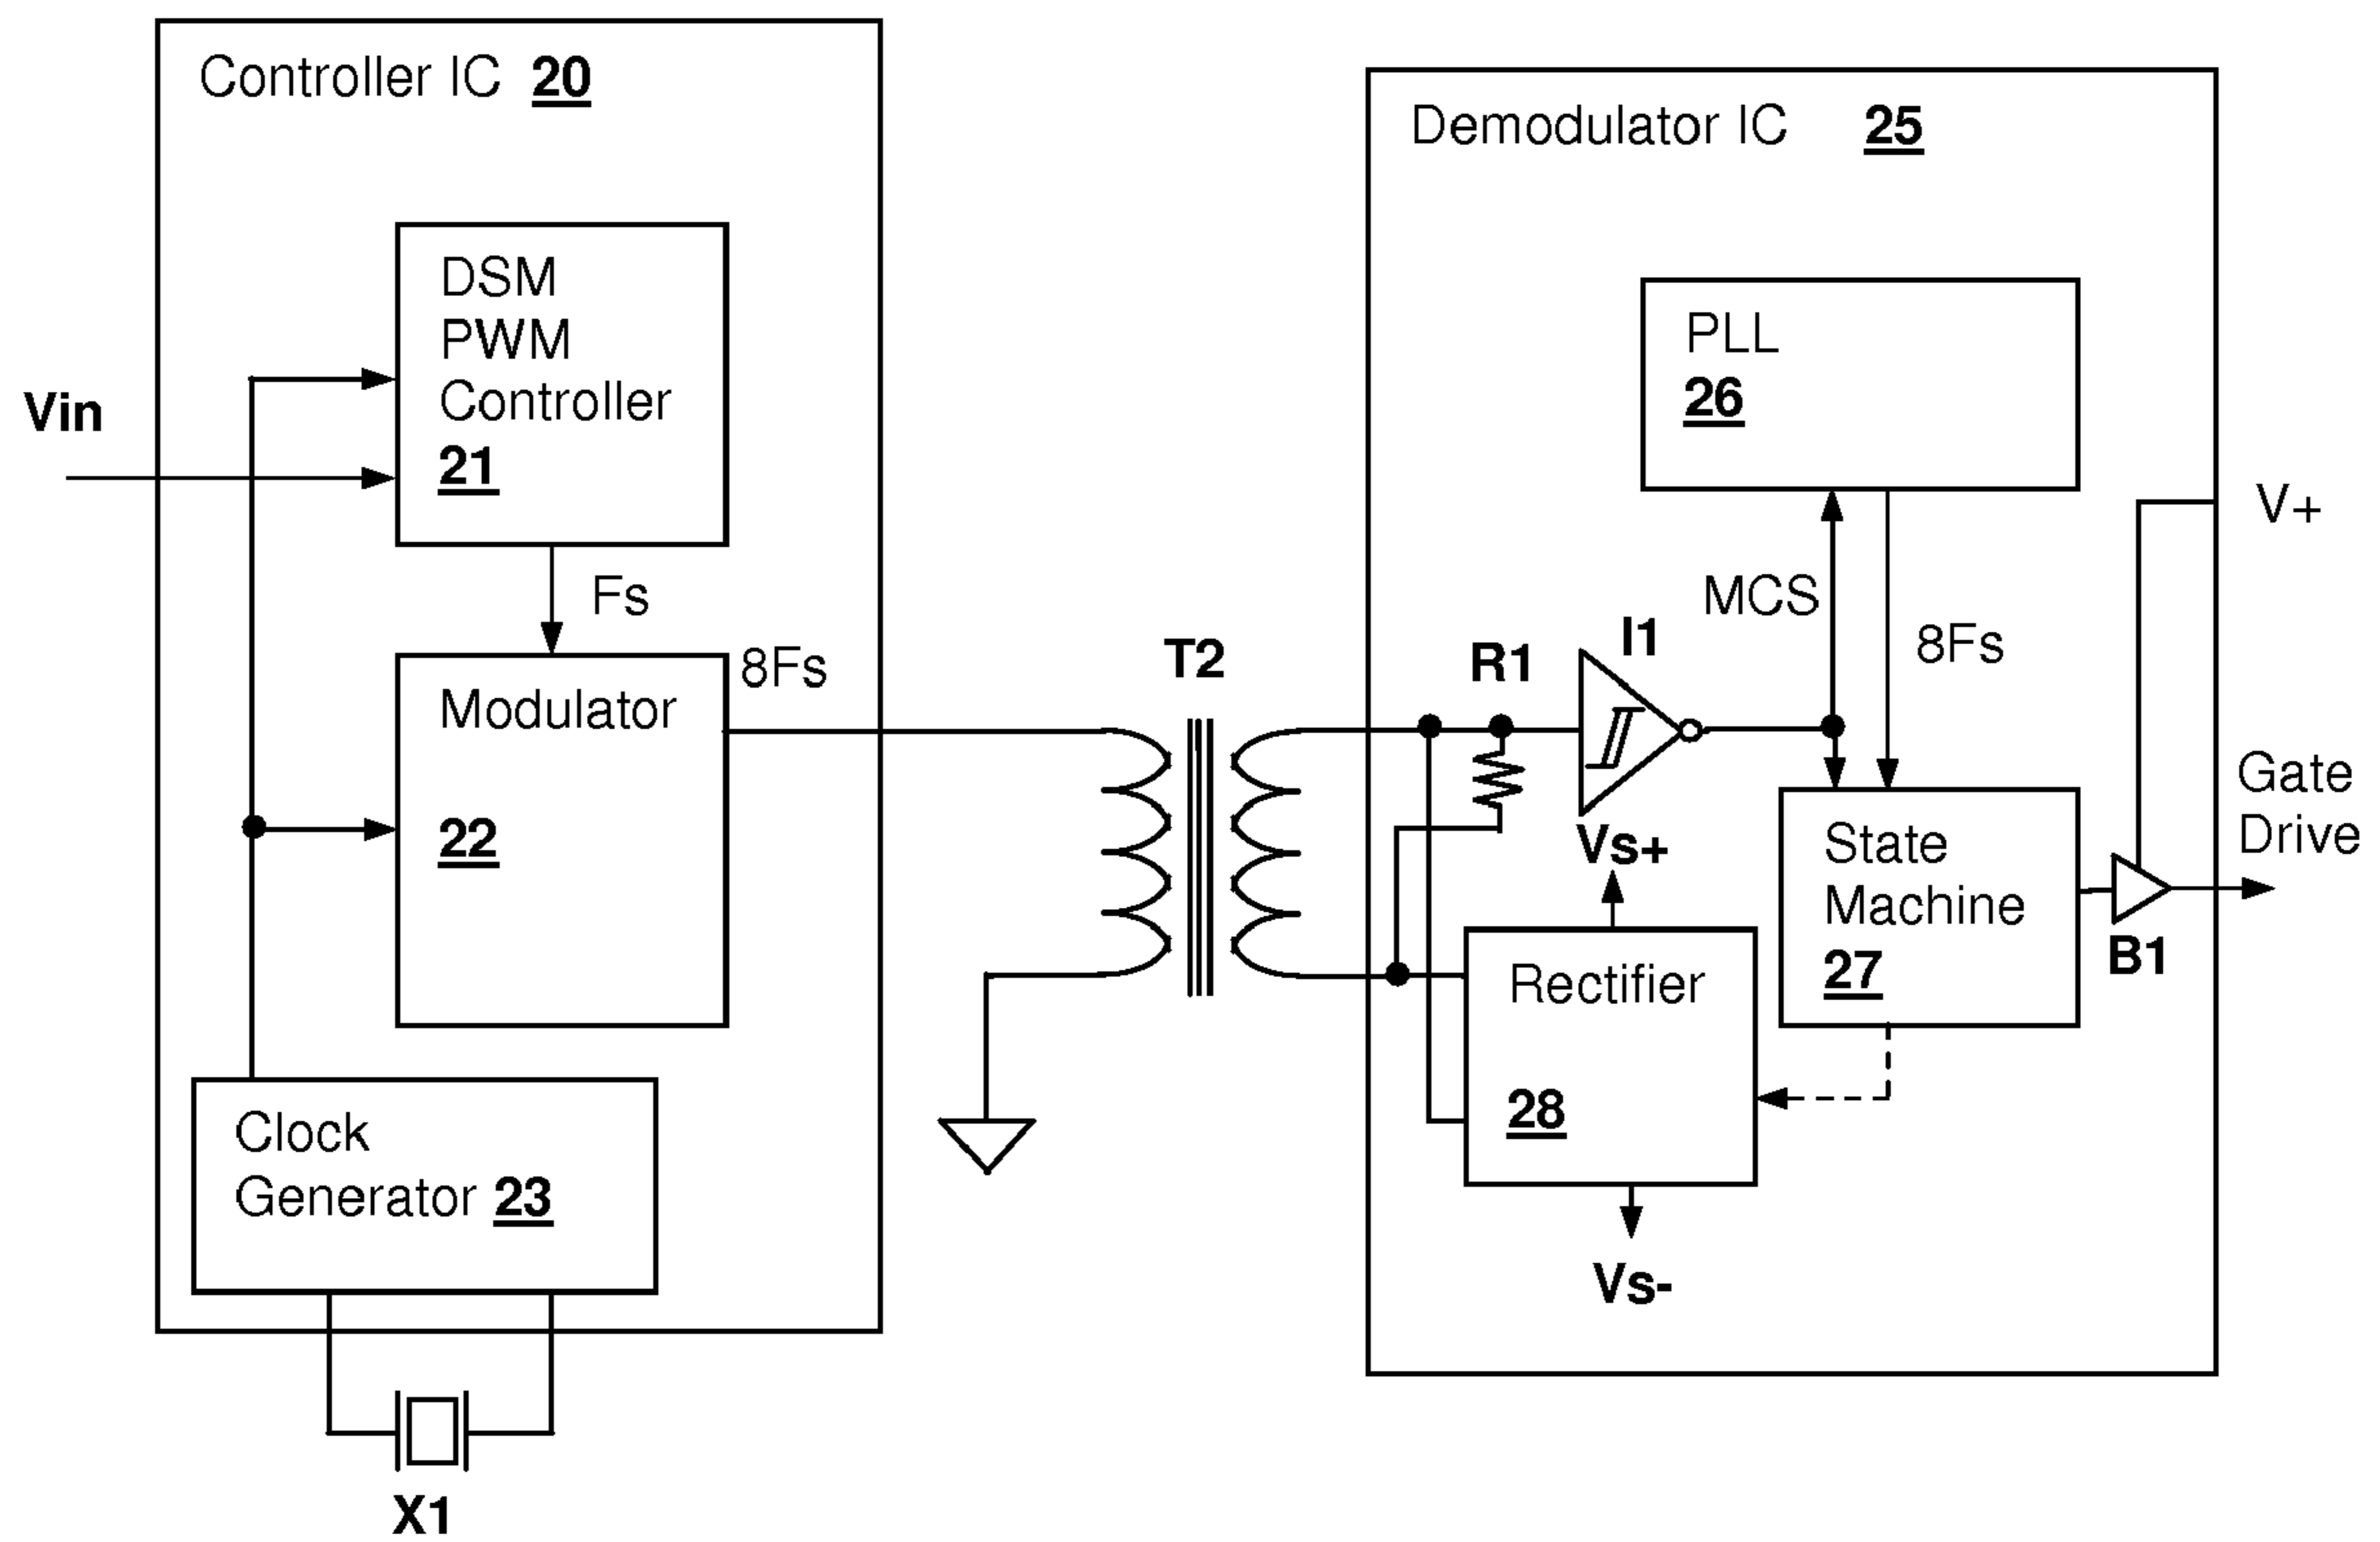 Controller IC 20
DSM
PWM
Controller
21
Vin
Fs
Modulator
22
8Fs
Clock
Generator 23
X1
T2
Demodulator IC 25
PLL
26
MCS
8Fs
R1
I1
V+
Gate
Drive
Vs+
State
Machine
27
B1
Rectifier
28
Vs-